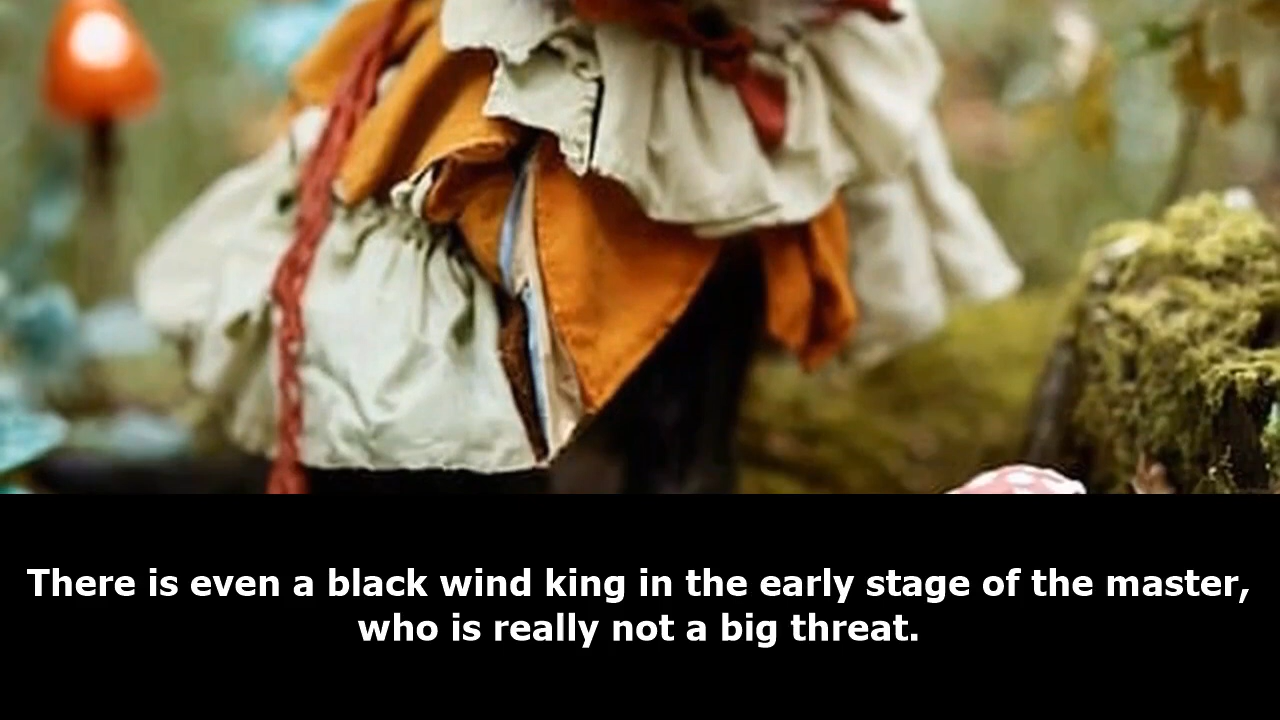 There is even a black wind king in the early stage of the master,
who is really not a big threat.